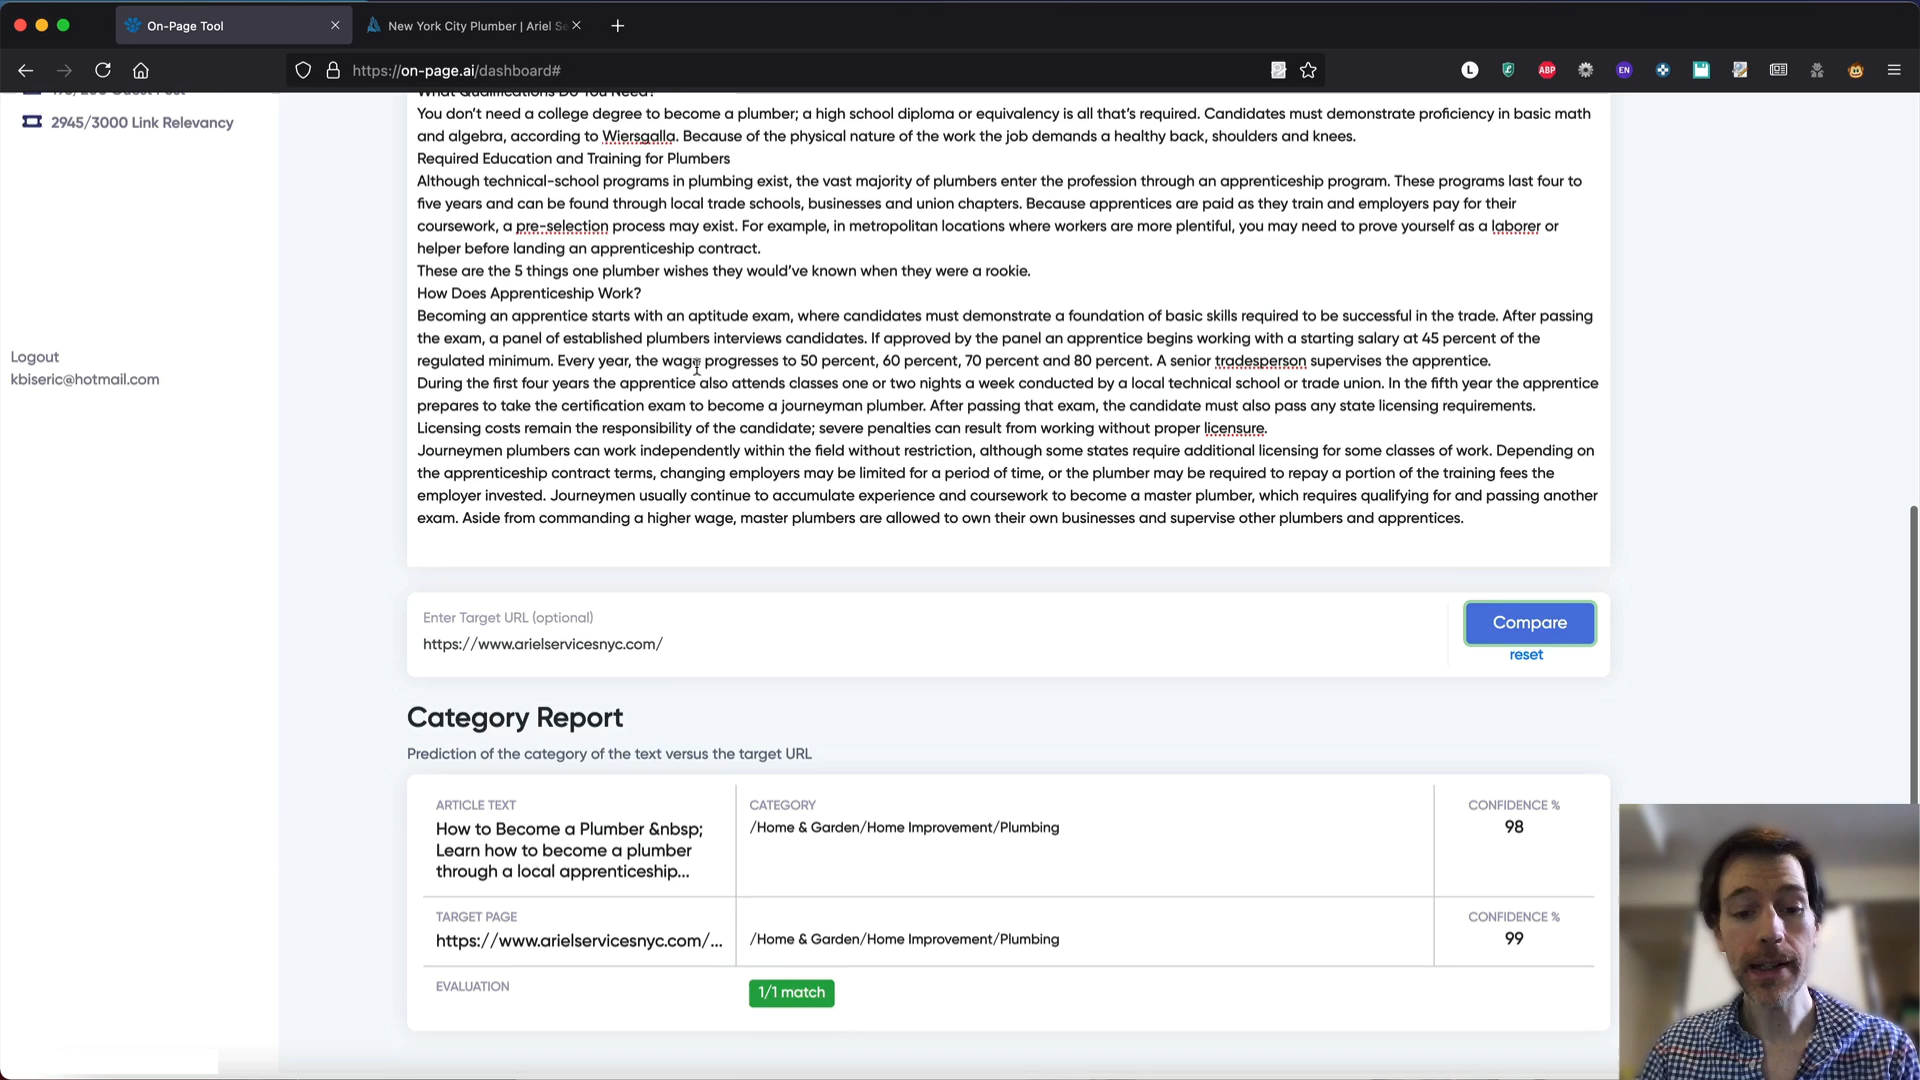 On-Page Tool
New York City Plumber | Ariel Se
https://on-page.ai/dashboard#
L
ABP
EN
2945/3000 Link Relevancy
Logout
kbiseric@hotmail.com
What Qualifications Do You Need?
You don't need a college degree to become a plumber; a high school diploma or equivalency is all that's required. Candidates must demonstrate proficiency in basic math
and algebra, according to Wiersgalla. Because of the physical nature of the work the job demands a healthy back, shoulders and knees.
Required Education and Training for Plumbers
Although technical-school programs in plumbing exist, the vast majority of plumbers enter the profession through an apprenticeship program. These programs last four to
five years and can be found through local trade schools, businesses and union chapters. Because apprentices are paid as they train and employers pay for their
coursework, a pre-selection process may exist. For example, in metropolitan locations where workers are more plentiful, you may need to prove yourself as a laborer or
helper before landing an apprenticeship contract.
These are the 5 things one plumber wishes they would've known when they were a rookie.
How Does Apprenticeship Work?
Becoming an apprentice starts with an aptitude exam, where candidates must demonstrate a foundation of basic skills required to be successful in the trade. After passing
the exam, a panel of established plumbers interviews candidates. If approved by the panel an apprentice begins working with a starting salary at 45 percent of the
regulated minimum. Every year, the wage progresses to 50 percent, 60 percent, 70 percent and 80 percent. A senior tradesperson supervises the apprentice.
During the first four years the apprentice also attends classes one or two nights a week conducted by a local technical school or trade union. In the fifth year the apprentice
prepares to take the certification exam to become a journeyman plumber. After passing that exam, the candidate must also pass any state licensing requirements.
Licensing costs remain the responsibility of the candidate; severe penalties can result from working without proper licensure.
Journeymen plumbers can work independently within the field without restriction, although some states require additional licensing for some classes of work. Depending on
the apprenticeship contract terms, changing employers may be limited for a period of time, or the plumber may be required to repay a portion of the training fees the
employer invested. Journeymen usually continue to accumulate experience and coursework to become a master plumber, which requires qualifying for and passing another
exam. Aside from commanding a higher wage, master plumbers are allowed to own their own businesses and supervise other plumbers and apprentices.
Enter Target URL (optional)
https://www.arielservicesnyc.com/
Compare
reset
Category Report
Prediction of the category of the text versus the target URL
ARTICLE TEXT
How to Become a Plumber &nbsp;
Learn how to become a plumber
through a local apprenticeship...
CATEGORY
/Home & Garden/Home Improvement/Plumbing
CONFIDENCE %
98
TARGET PAGE
https://www.arielservicesnyc.com/...
/Home & Garden/Home Improvement/Plumbing
CONFIDENCE %
99
EVALUATION
1/1 match